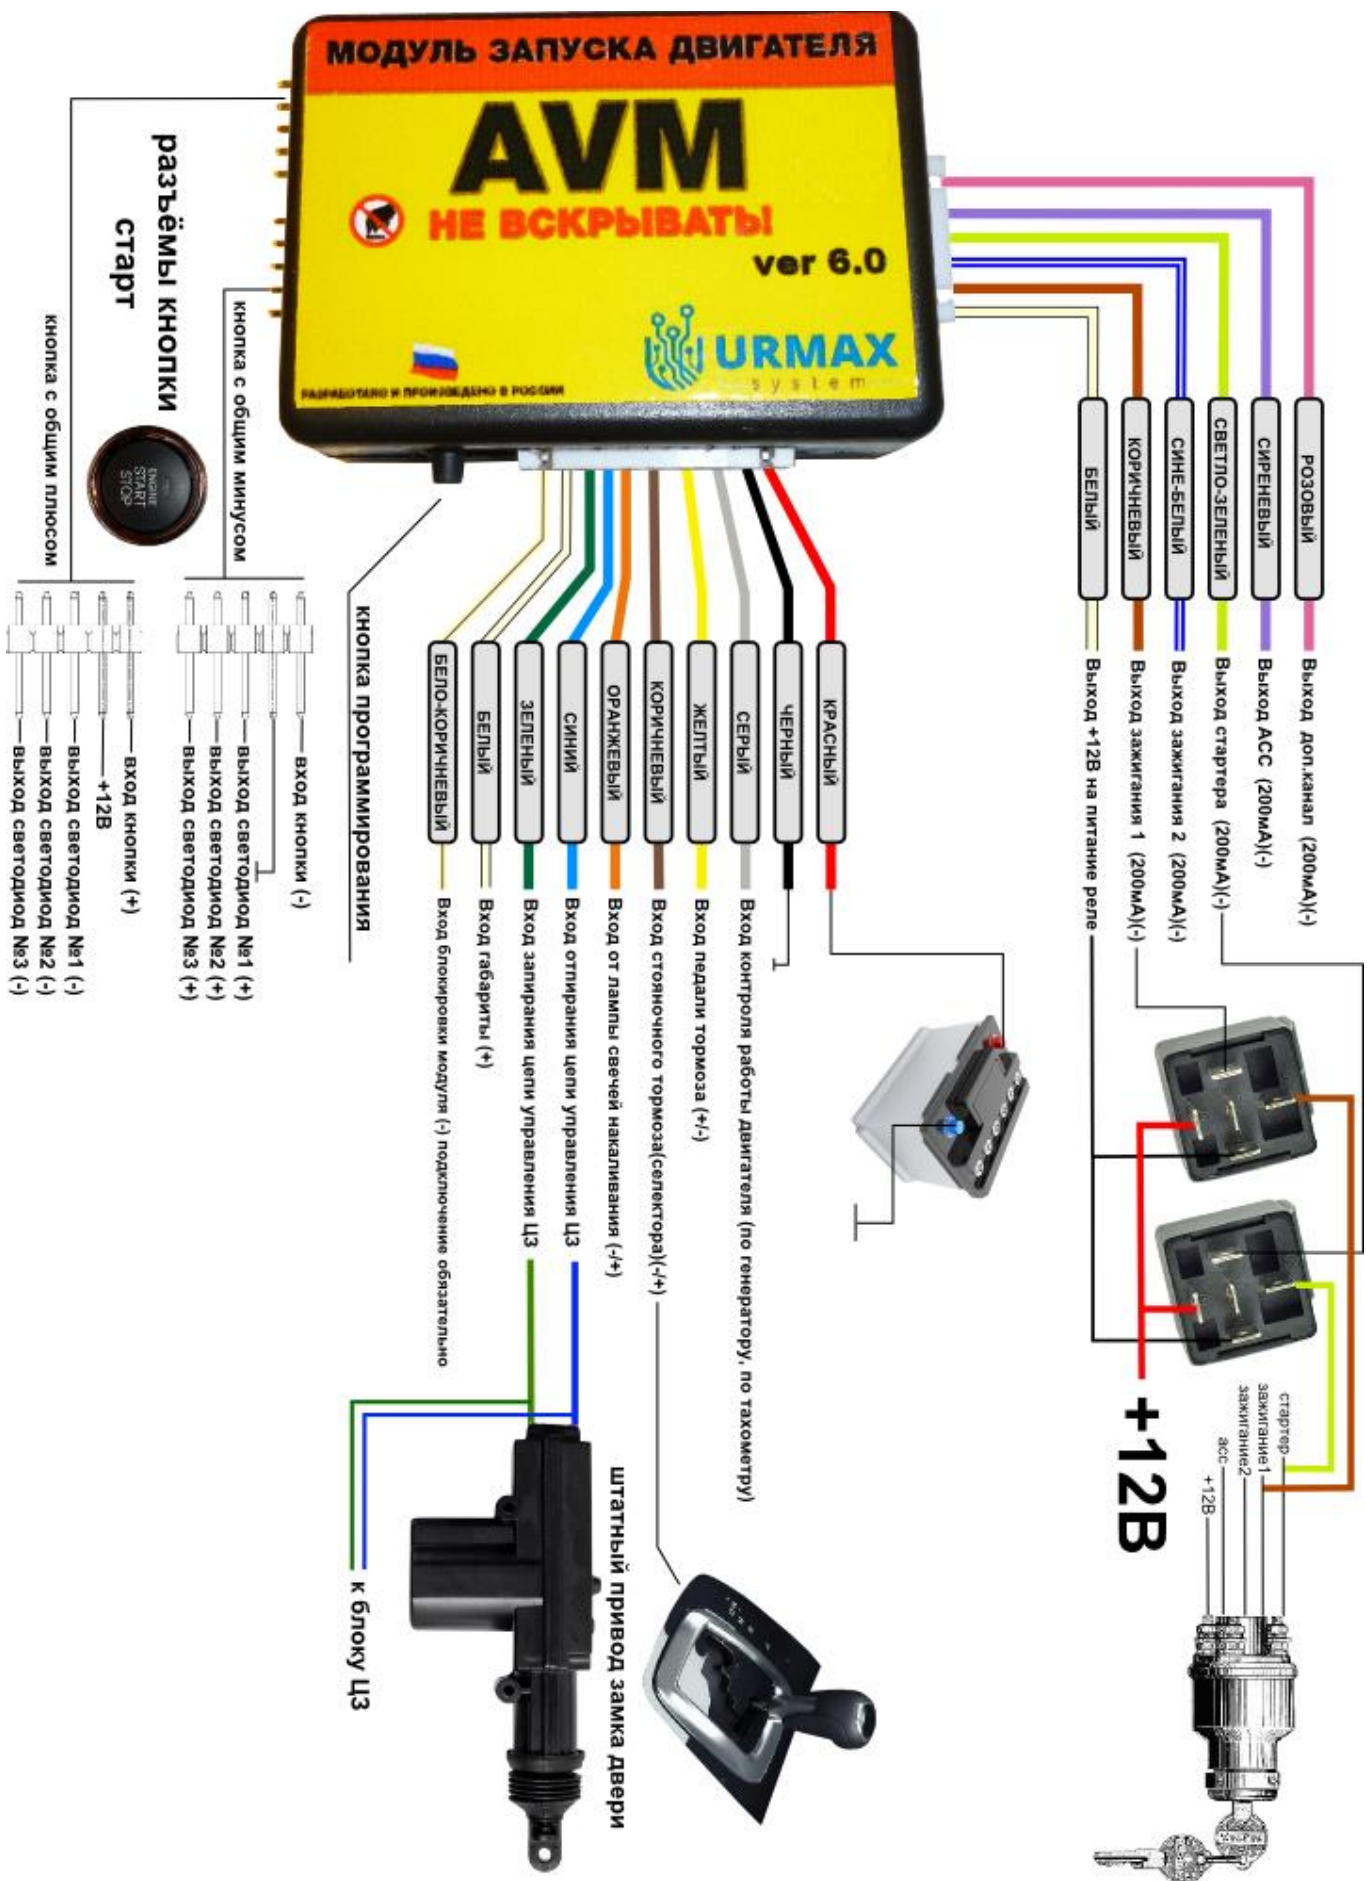 МОДУЛЬ ЗАПУСКА ДВИГАТЕЛЯ
AVM
НЕ ВСКРЫВАТЬ!
ver 6.0
URMAX
system
РАЗРАБОТАНО И ПРОИЗВЕДЕНО В РОССИИ
РОЗОВЫЙ
Выход доп.канал (200мА)(-)
СИРЕНЕВЫЙ
Выход АСС (200мА)(-)
СВЕТЛО-ЗЕЛЕНЫЙ
Выход стартера (200мА)(-)
СИНЕ-БЕЛЫЙ
Выход зажигания 2 (200мА)(-)
КОРИЧНЕВЫЙ
Выход зажигания 1 (200мА)(-)
БЕЛЫЙ
Выход +12В на питание реле
+12В
стартер
зажигание1
зажигание2
асс
+12В
КРАСНЫЙ
ЧЕРНЫЙ
СЕРЫЙ
Вход контроля работы двигателя (по генератору, по тахометру)
ЖЕЛТЫЙ
Вход педали тормоза (+/-)
КОРИЧНЕВЫЙ
Вход стояночного тормоза(селектора)(-/+)
ОРАНЖЕВЫЙ
Вход от лампы свечей накаливания (-/+)
СИНИЙ
Вход отпирания цепи управления ЦЗ
ЗЕЛЕНЫЙ
Вход запирания цепи управления ЦЗ
БЕЛЫЙ
Вход габариты (+)
БЕЛО-КОРИЧНЕВЫЙ
Вход блокировки модуля (-) подключение обязательно
штатный привод замка двери
к блоку ЦЗ
кнопка программирования
разъёмы кнопки
старт
ENGINE
START
STOP
кнопка с общим минусом
вход кнопки (-)
выход светодиод №1 (+)
выход светодиод №2 (+)
выход светодиод №3 (+)
кнопка с общим плюсом
вход кнопки (+)
+12В
выход светодиод №1 (-)
выход светодиод №2 (-)
выход светодиод №3 (-)